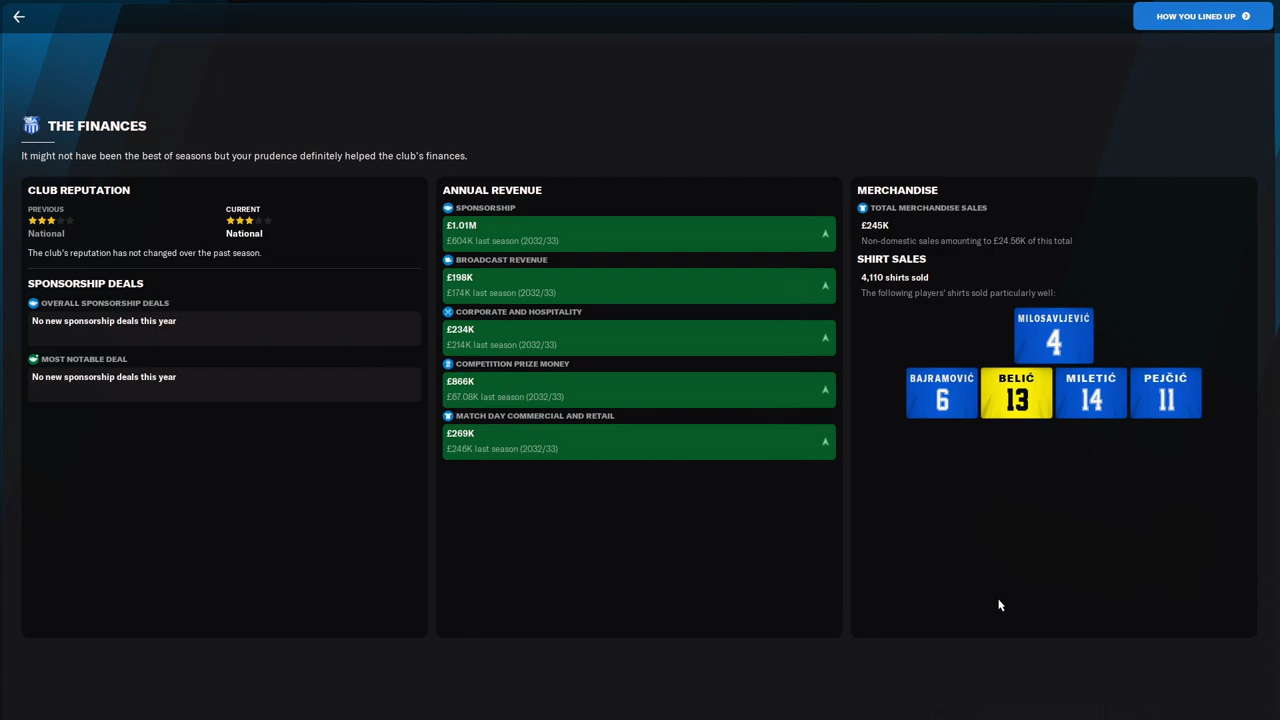 HOW YOU LINED UP
THE FINANCES
It might not have been the best of seasons but your prudence definitely helped the club's finances.
CLUB REPUTATION
PREVIOUS
CURRENT
National
National
The club's reputation has not changed over the past season.
SPONSORSHIP DEALS
OVERALL SPONSORSHIP DEALS
No new sponsorship deals this year
MOST NOTABLE DEAL
No new sponsorship deals this year
ANNUAL REVENUE
SPONSORSHIP
£1.01M
£604K last season (2032/33)
BROADCAST REVENUE
£198K
£174K last season (2032/33)
CORPORATE AND HOSPITALITY
£234K
£214K last season (2032/33)
COMPETITION PRIZE MONEY
£866K
£67.08K last season (2032/33)
MATCH DAY COMMERCIAL AND RETAIL
£269K
£246K last season (2032/33)
MERCHANDISE
TOTAL MERCHANDISE SALES
£245K
Non-domestic sales amounting to £24.56K of this total
SHIRT SALES
4,110 shirts sold
The following players' shirts sold particularly well:
MILOSAVLJEVIĆ
4
BAJRAMOVIĆ
6
BELIĆ
13
MILETIĆ
14
PEJČIĆ
11